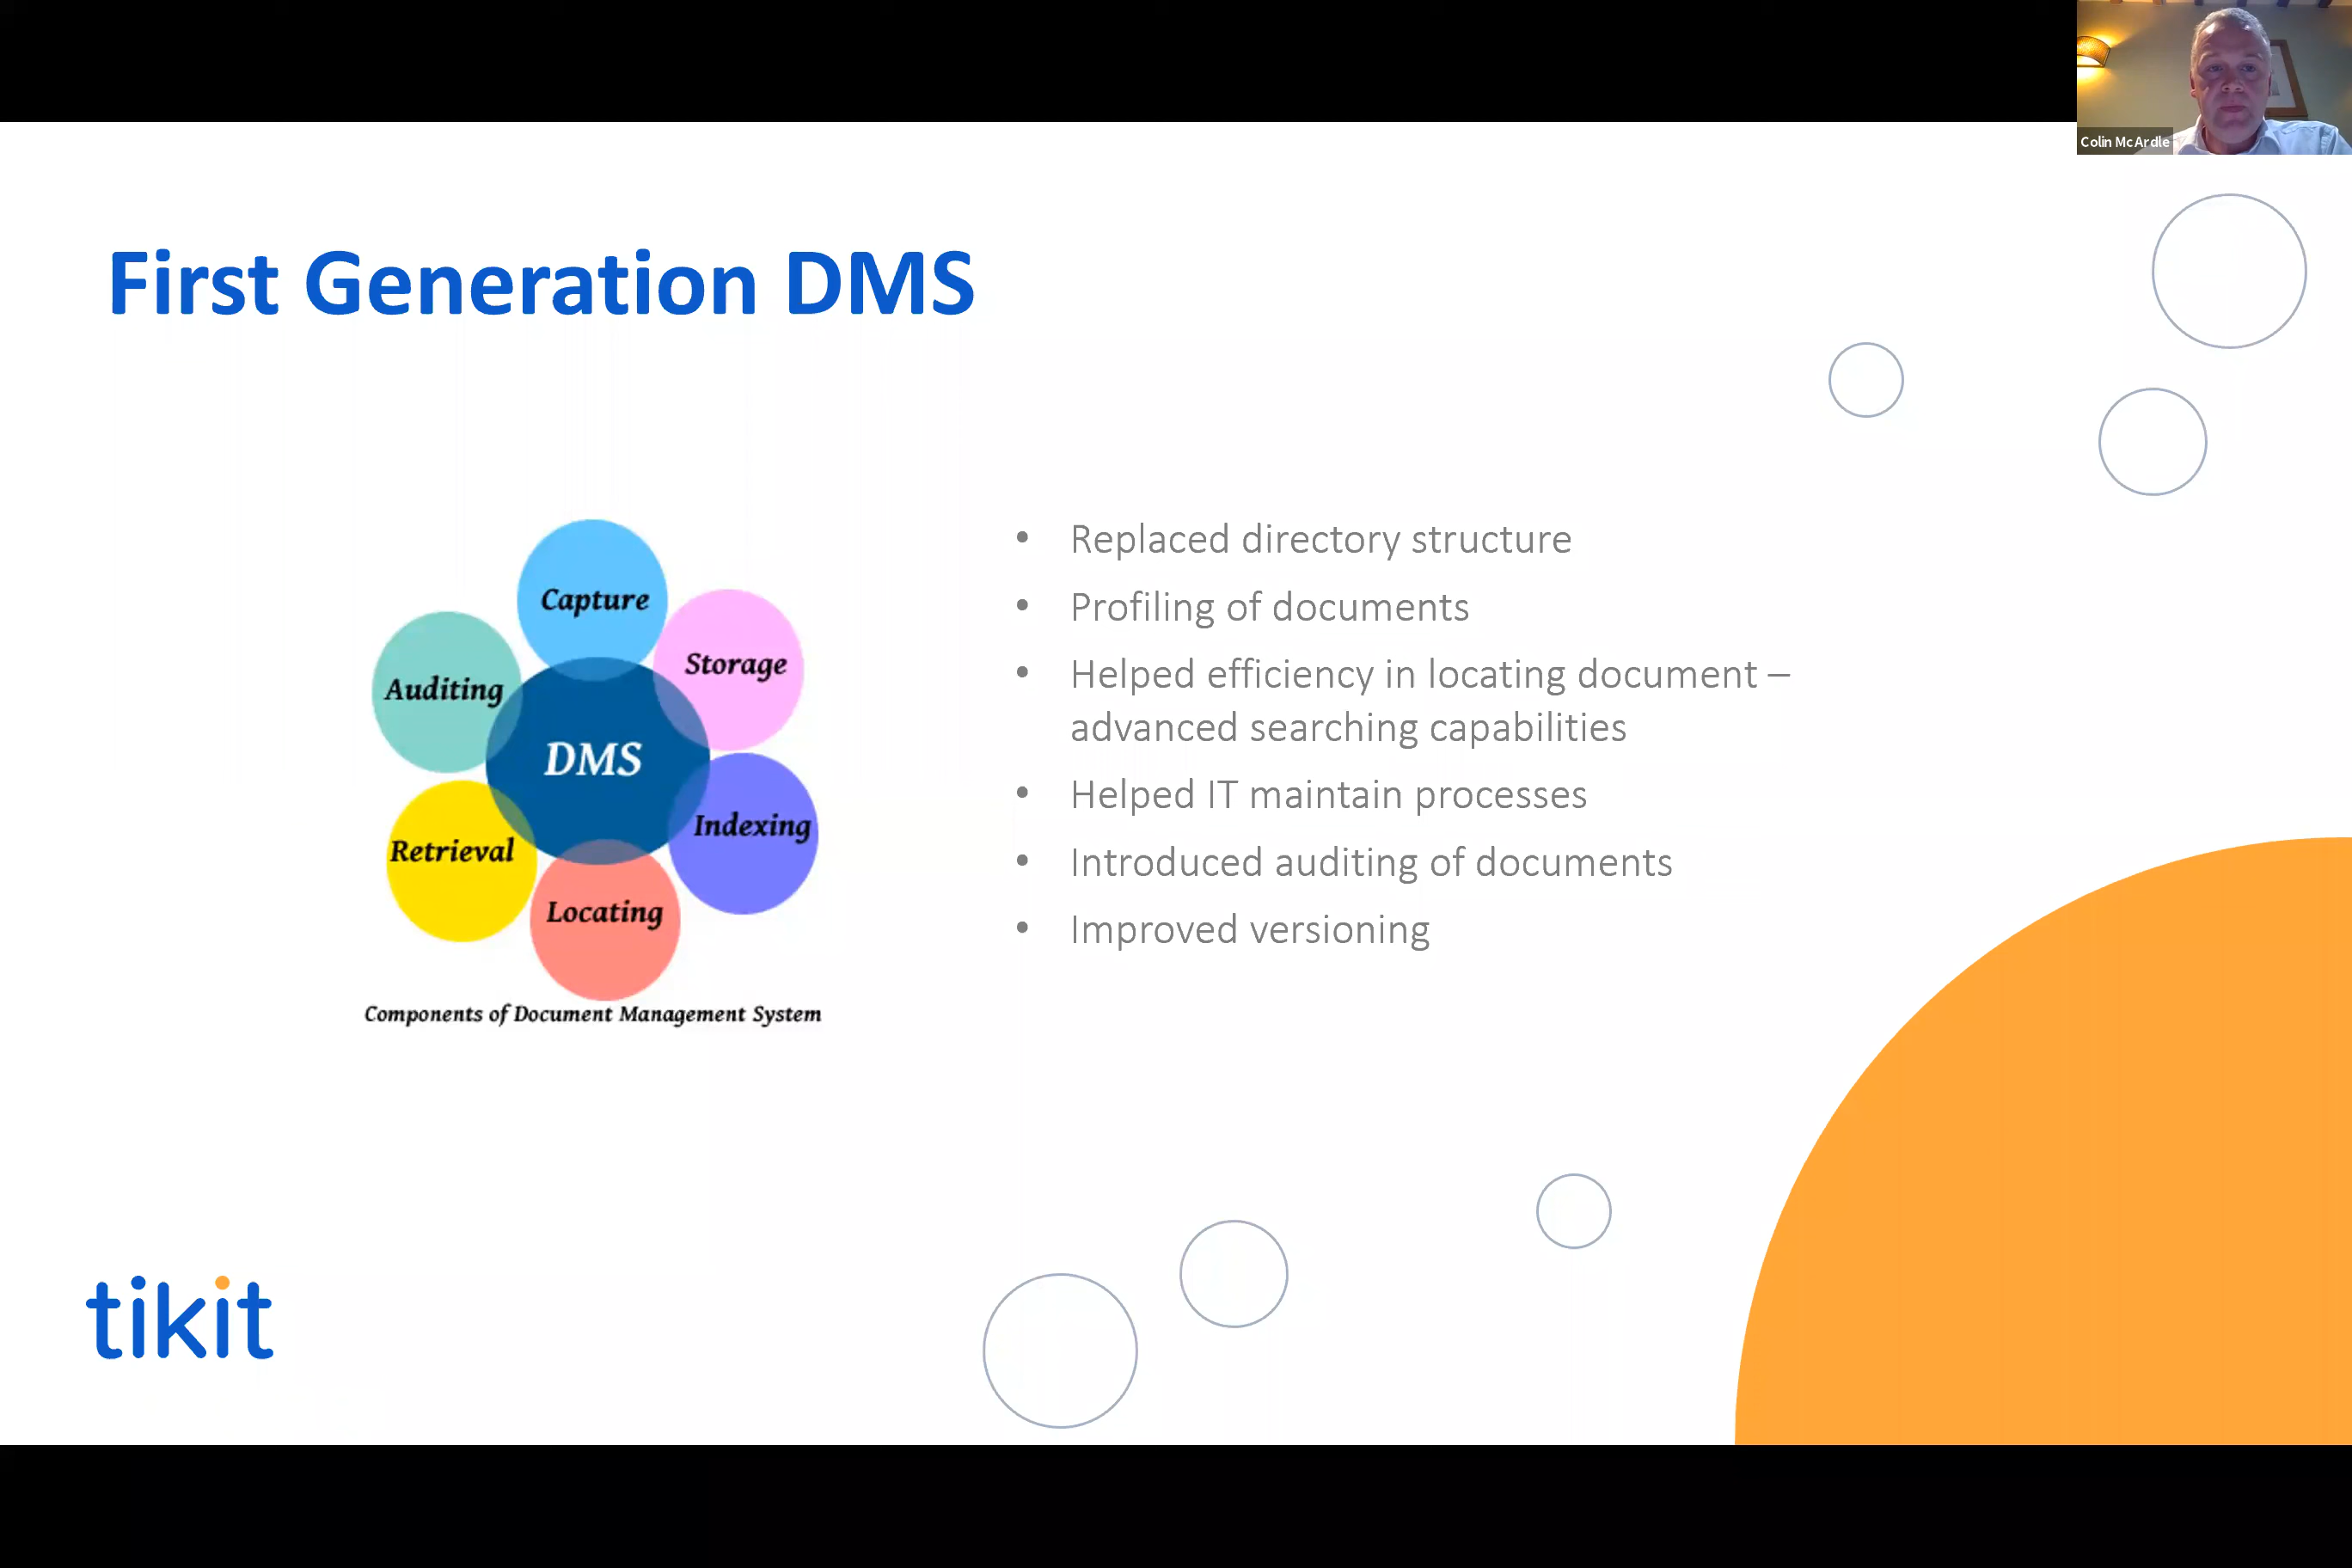 Colin McArdle
First Generation DMS
Capture
Storage
Auditing
DMS
Indexing
Retrieval
Locating
Components of Document Management System
• Replaced directory structure
• Profiling of documents
• Helped efficiency in locating document –
advanced searching capabilities
• Helped IT maintain processes
• Introduced auditing of documents
• Improved versioning
tikit